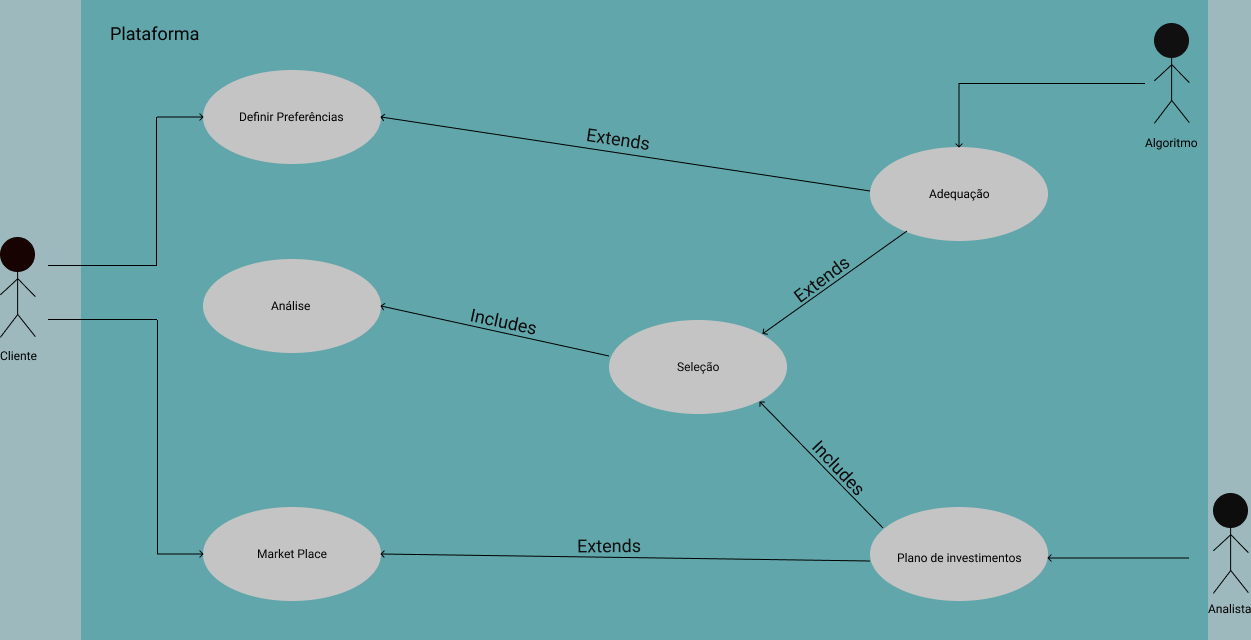 Plataforma
Definir Preferências
Extends
Algoritmo
Adequação
Extends
Análise
Includes
Cliente
Seleção
Includes
Market Place
Extends
Plano de investimentos
Analista